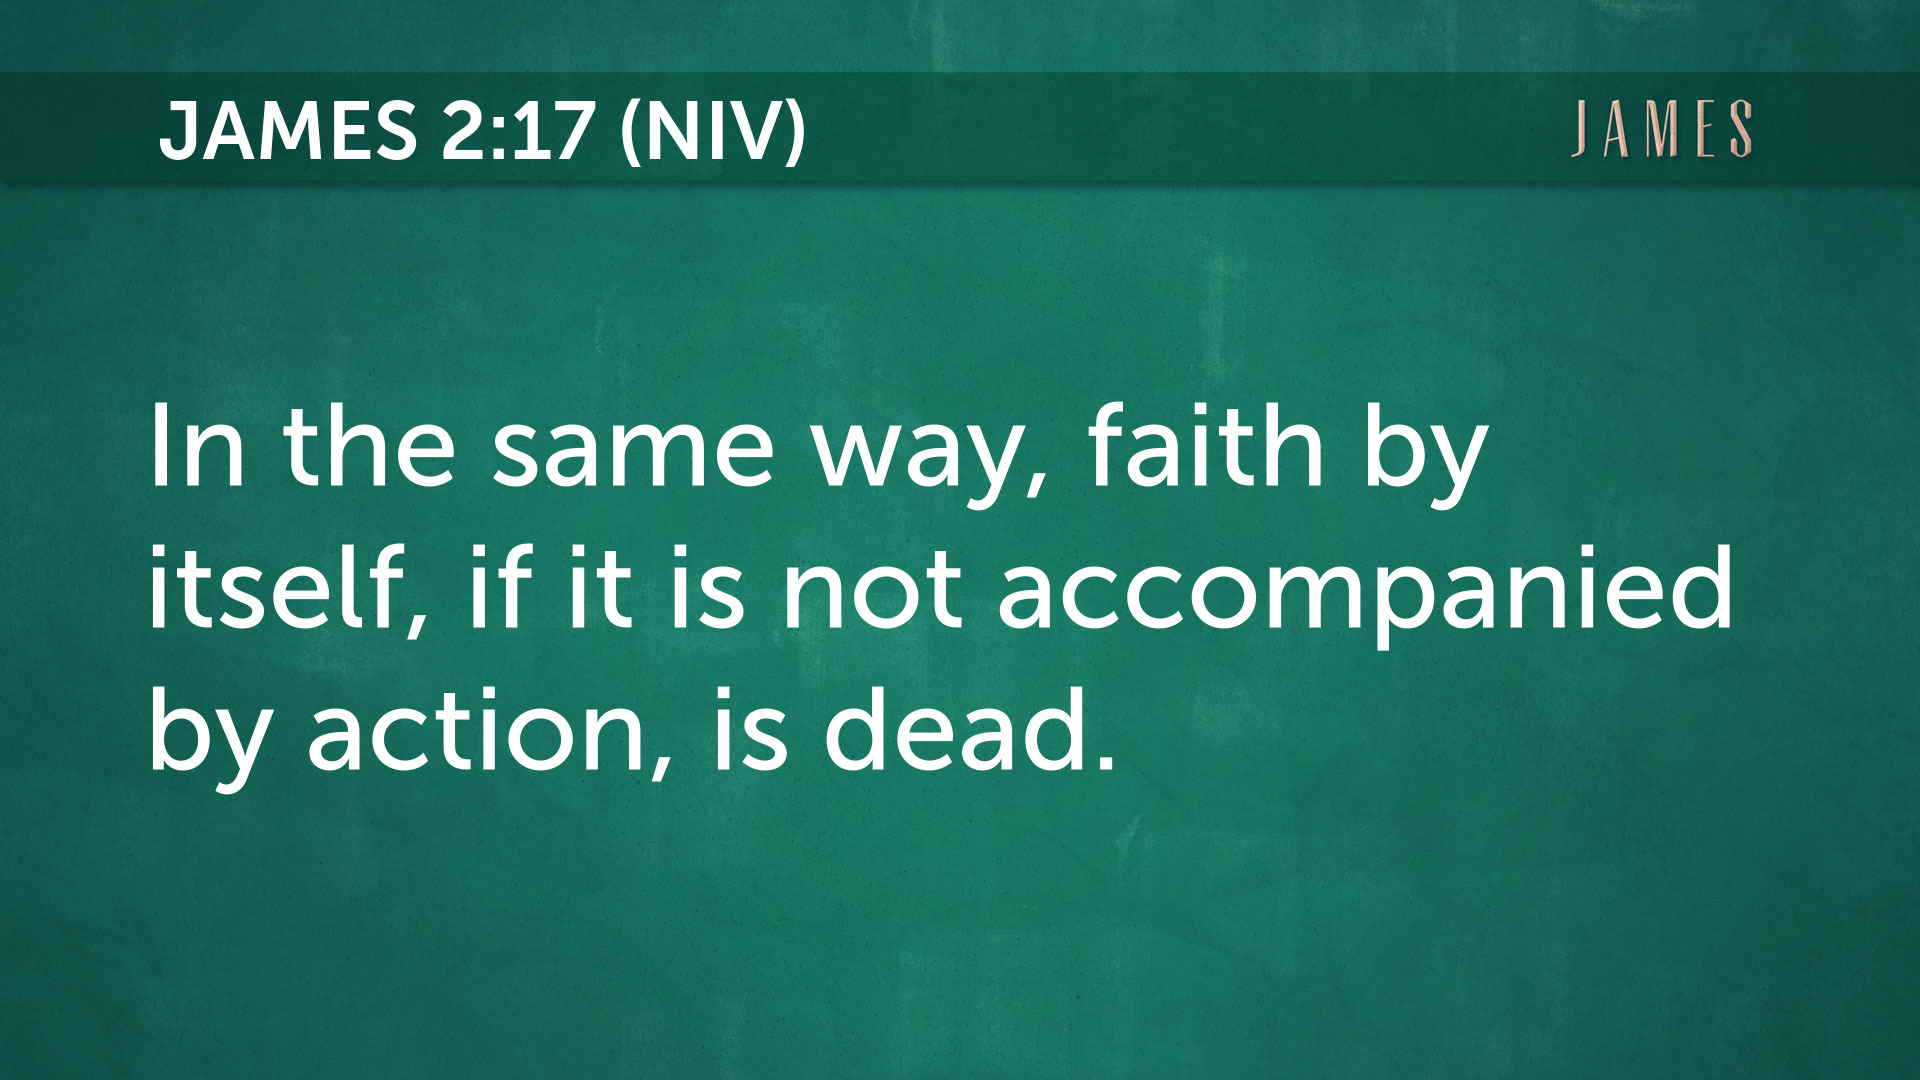 JAMES 2:17 (NIV)
JAMES
In the same way, faith by
itself, if it is not accompanied
by action, is dead.